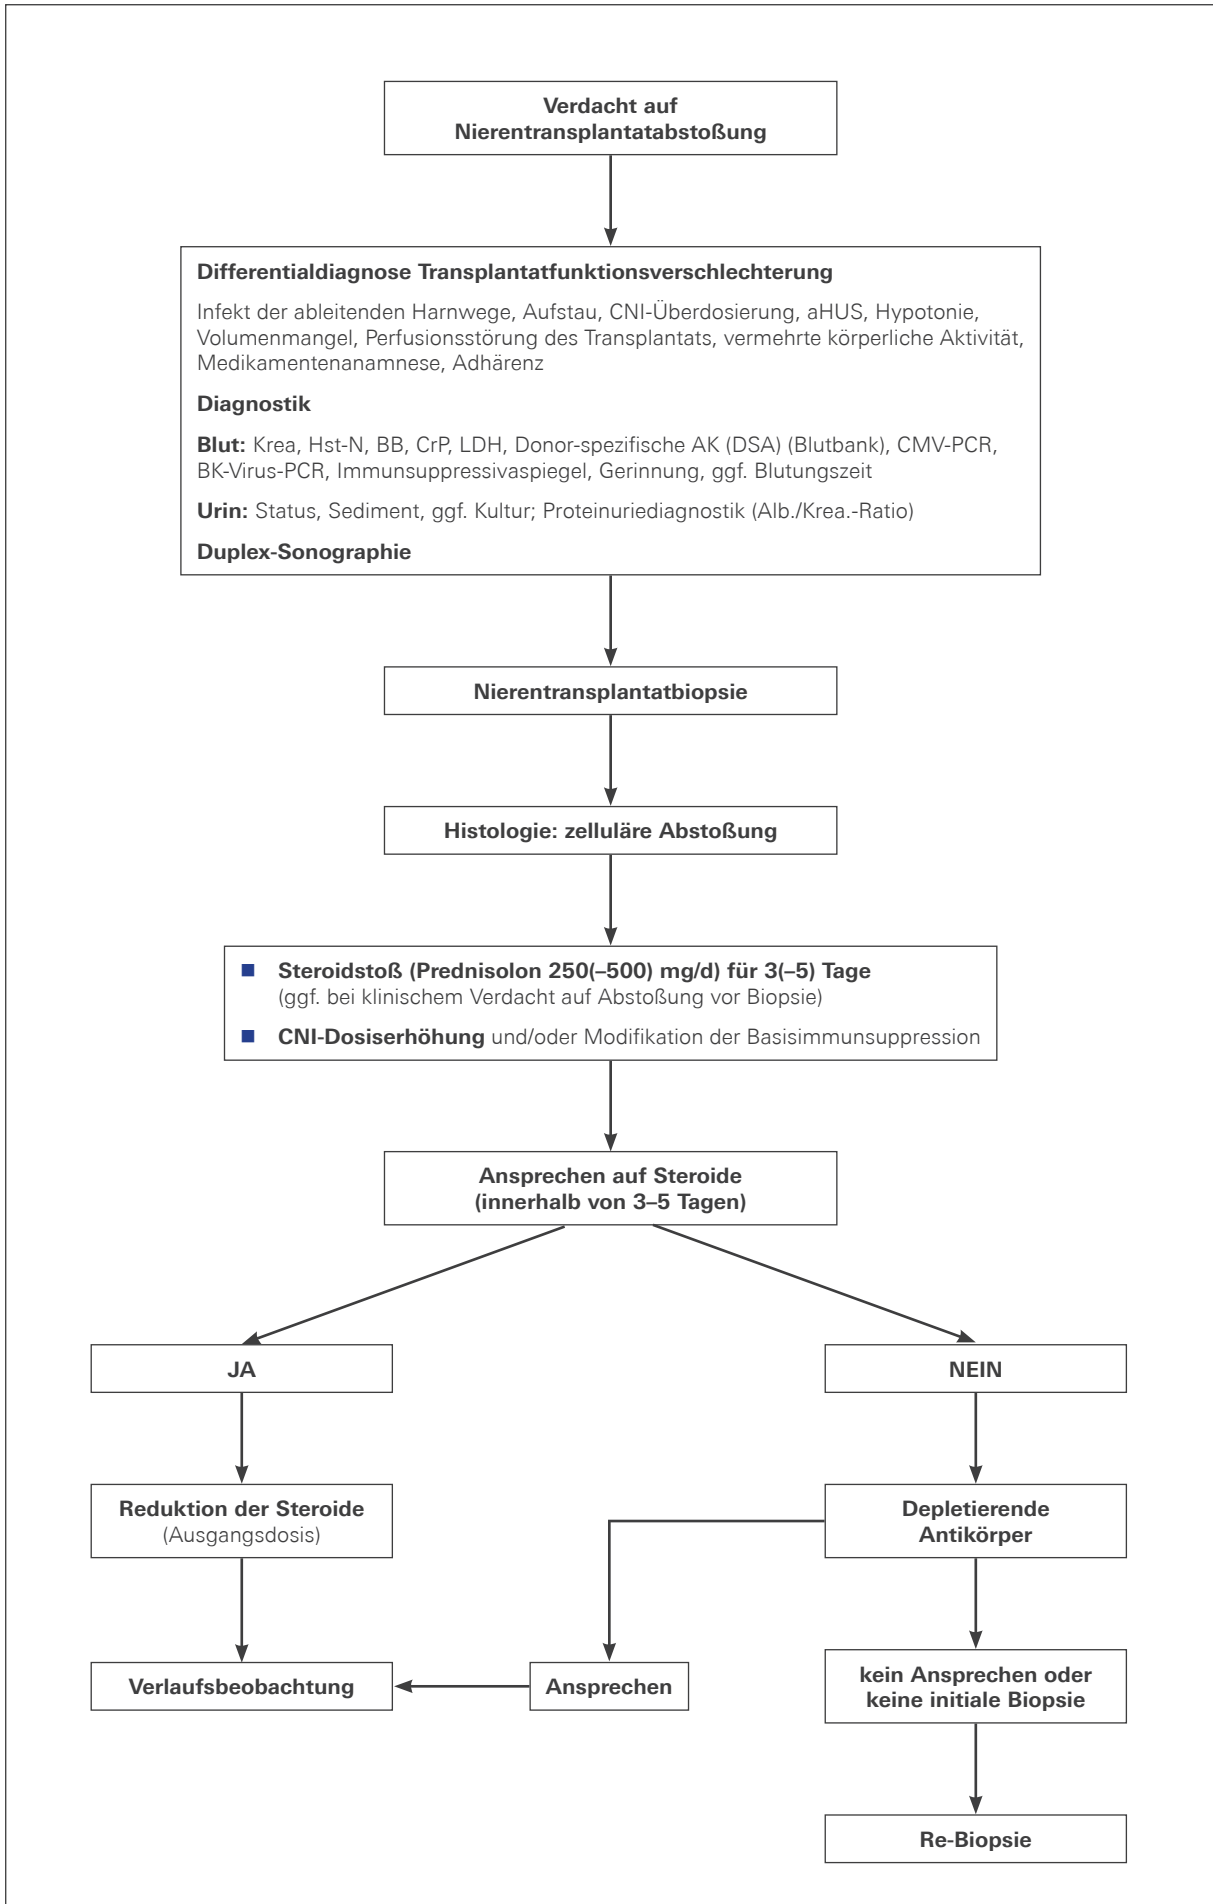 Verdacht auf
Nierentransplantatabstoßung
Differentialdiagnose Transplantatfunktionsverschlechterung
Infekt der ableitenden Harnwege, Aufstau, CNI-Überdosierung, aHUS, Hypotonie,
Volumenmangel, Perfusionsstörung des Transplantats, vermehrte körperliche Aktivität,
Medikamentenanamnese, Adhärenz
Diagnostik
Blut: Krea, Hst-N, BB, CrP, LDH, Donor-spezifische AK (DSA) (Blutbank), CMV-PCR,
BK-Virus-PCR, Immunsuppressivaspiegel, Gerinnung, ggf. Blutungszeit
Urin: Status, Sediment, ggf. Kultur; Proteinuriediagnostik (Alb./Krea.-Ratio)
Duplex-Sonographie
Nierentransplantatbiopsie
Histologie: zelluläre Abstoßung
■ Steroidstoß (Prednisolon 250(–500) mg/d) für 3(–5) Tage
(ggf. bei klinischem Verdacht auf Abstoßung vor Biopsie)
■ CNI-Dosiserhöhung und/oder Modifikation der Basisimmunsuppression
Ansprechen auf Steroide
(innerhalb von 3–5 Tagen)
JA
NEIN
Reduktion der Steroide
(Ausgangsdosis)
Depletierende
Antikörper
Verlaufsbeobachtung
Ansprechen
kein Ansprechen oder
keine initiale Biopsie
Re-Biopsie